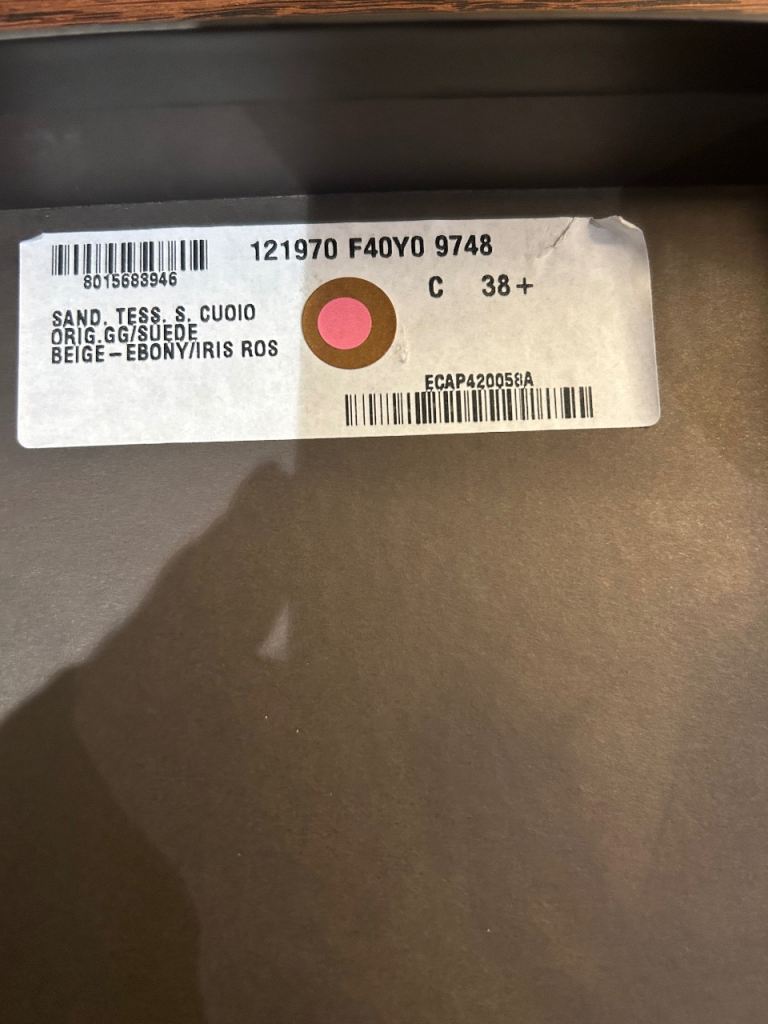 121970 F40Y0 9748
8015683946
C 38+
SAND. TESS. S. CUOIO
ORIG.GG/SUEDE
BEIGE-EBONY/IRIS ROS
ECAP420058A